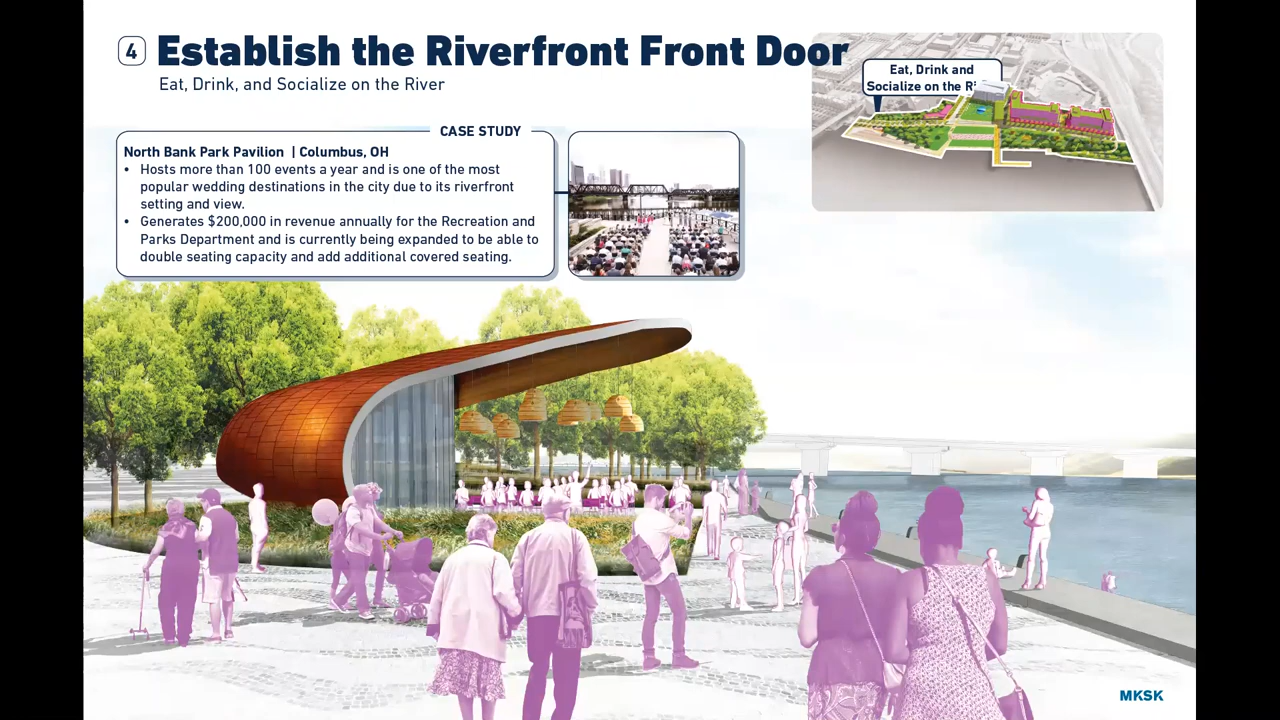 4 Establish the Riverfront Front Door
Eat, Drink, and Socialize on the River
Eat, Drink and
Socialize on the Ri
CASE STUDY
North Bank Park Pavilion | Columbus, OH
• Hosts more than 100 events a year and is one of the most
popular wedding destinations in the city due to its riverfront
setting and view.
• Generates $200,000 in revenue annually for the Recreation and
Parks Department and is currently being expanded to be able to
double seating capacity and add additional covered seating.
MKSK